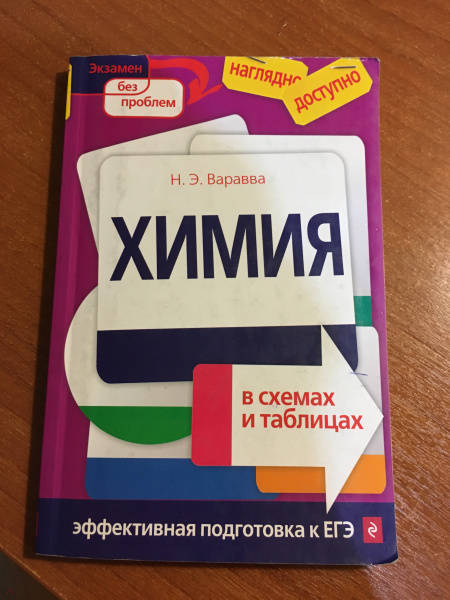 Экзамен
без
проблем
наглядно
доступно
Н. Э. Варавва
ХИМИЯ
в схемах
и таблицах
эффективная подготовка к ЕГЭ